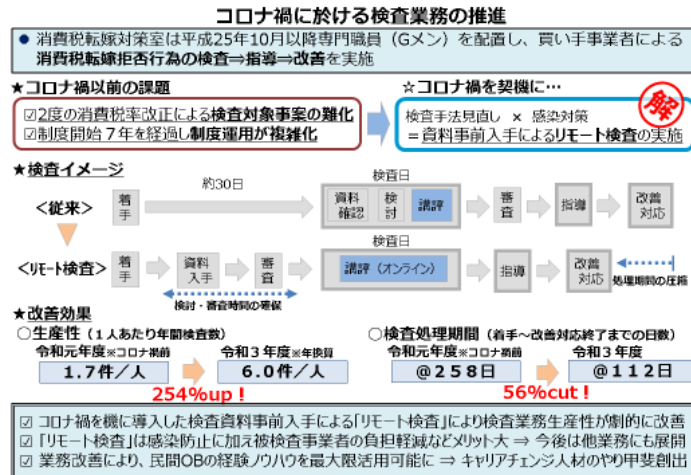 コロナ禍に於ける検査業務の推進
● 消費税転嫁対策室は平成25年10月以降専門職員（Gメン）を配置し、買い手事業者による
消費税転嫁拒否行為の検査⇒指導⇒改善を実施
★コロナ禍以前の課題
☑2度の消費税率改正による検査対象事案の難化
☑制度開始７年を経過し制度運用が複雑化
☆コロナ禍を契機に…
解
検査手法見直し × 感染対策
＝資料事前入手によるリモート検査の実施
★検査イメージ
＜従来＞
着手
約30日
検査日
資料確認
検討
講評
審査
指導
改善対応
＜リモート検査＞
着手
資料入手
審査
検討・審査時間の確保
検査日
講評（オンライン）
指導
改善対応
処理期間の圧縮
★改善効果
○生産性（１人あたり年間検査数）
令和元年度※コロナ禍前
令和３年度※年換算
1.7件／人
6.0件／人
254%up！
○検査処理期間（着手～改善対応終了までの日数）
令和元年度※コロナ禍前
令和３年度
@２５８日
@１１２日
56%cut！
☑ コロナ禍を機に導入した検査資料事前入手による「リモート検査」により検査業務生産性が劇的に改善
☑ 「リモート検査」は感染防止に加え被検査事業者の負担軽減などメリット大 ⇒ 今後は他業務にも展開
☑ 業務改善により、民間OBの経験ノウハウを最大限活用可能に ⇒ キャリアチェンジ人材のやり甲斐創出